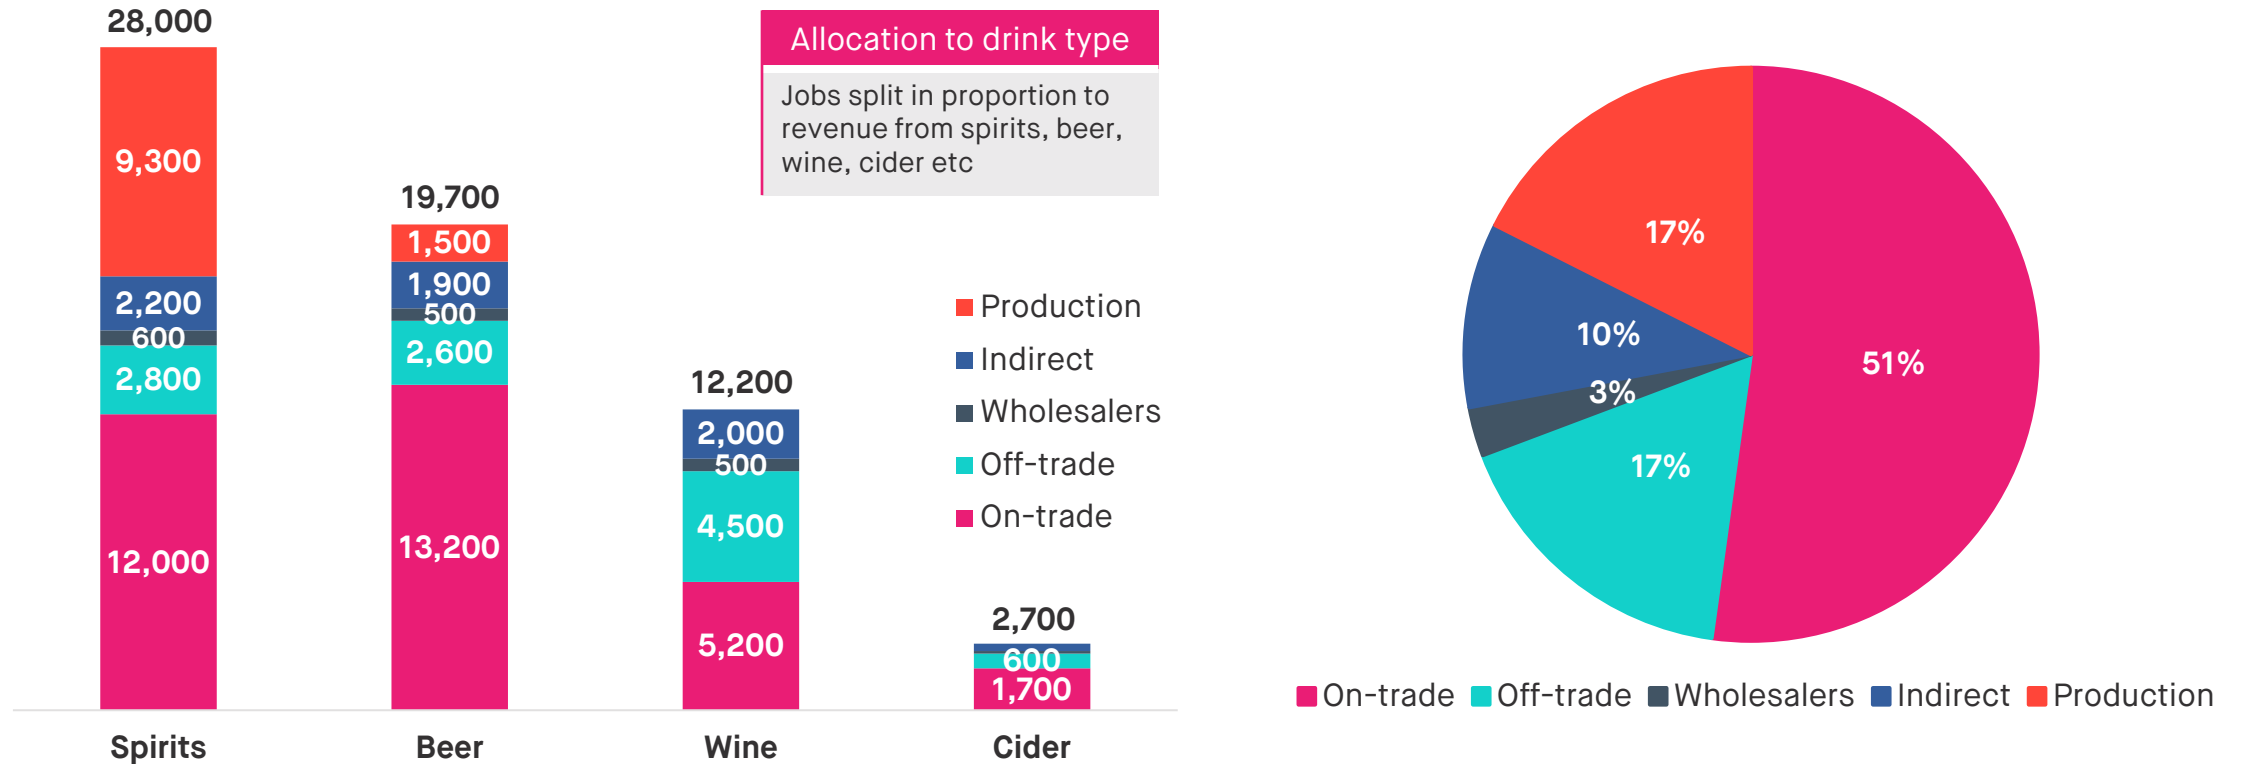 28,000
9,300
2,200
600
2,800
12,000
Spirits
19,700
1,500
1,900
500
2,600
13,200
Beer
12,200
2,000
500
4,500
5,200
Wine
2,700
600
1,700
Cider
Allocation to drink type
Jobs split in proportion to
revenue from spirits, beer,
wine, cider etc
Production
Indirect
Wholesalers
Off-trade
On-trade
17%
10%
3%
17%
51%
On-trade Off-trade Wholesalers Indirect Production